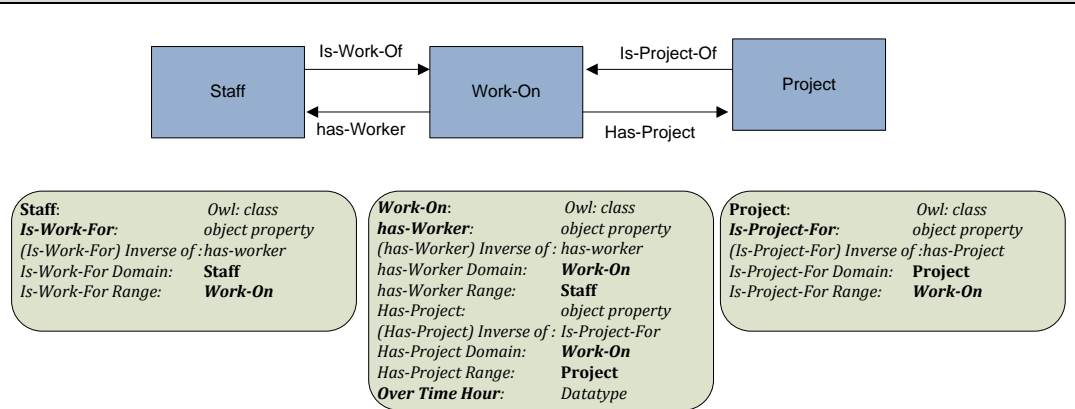 Is-Work-Of
Is-Project-Of
Staff
Work-On
Project
has-Worker
Has-Project
Staff: Owl: class
Is-Work-For: object property
(Is-Work-For) Inverse of :has-worker
Is-Work-For Domain: Staff
Is-Work-For Range: Work-On
Work-On: Owl: class
has-Worker: object property
(has-Worker) Inverse of : has-worker
has-Worker Domain: Work-On
has-Worker Range: Staff
Has-Project: object property
(Has-Project) Inverse of : Is-Project-For
Has-Project Domain: Work-On
Has-Project Range: Project
Over Time Hour: Datatype
Project: Owl: class
Is-Project-For: object property
(Is-Project-For) Inverse of :has-Project
Is-Project-For Domain: Project
Is-Project-For Range: Work-On